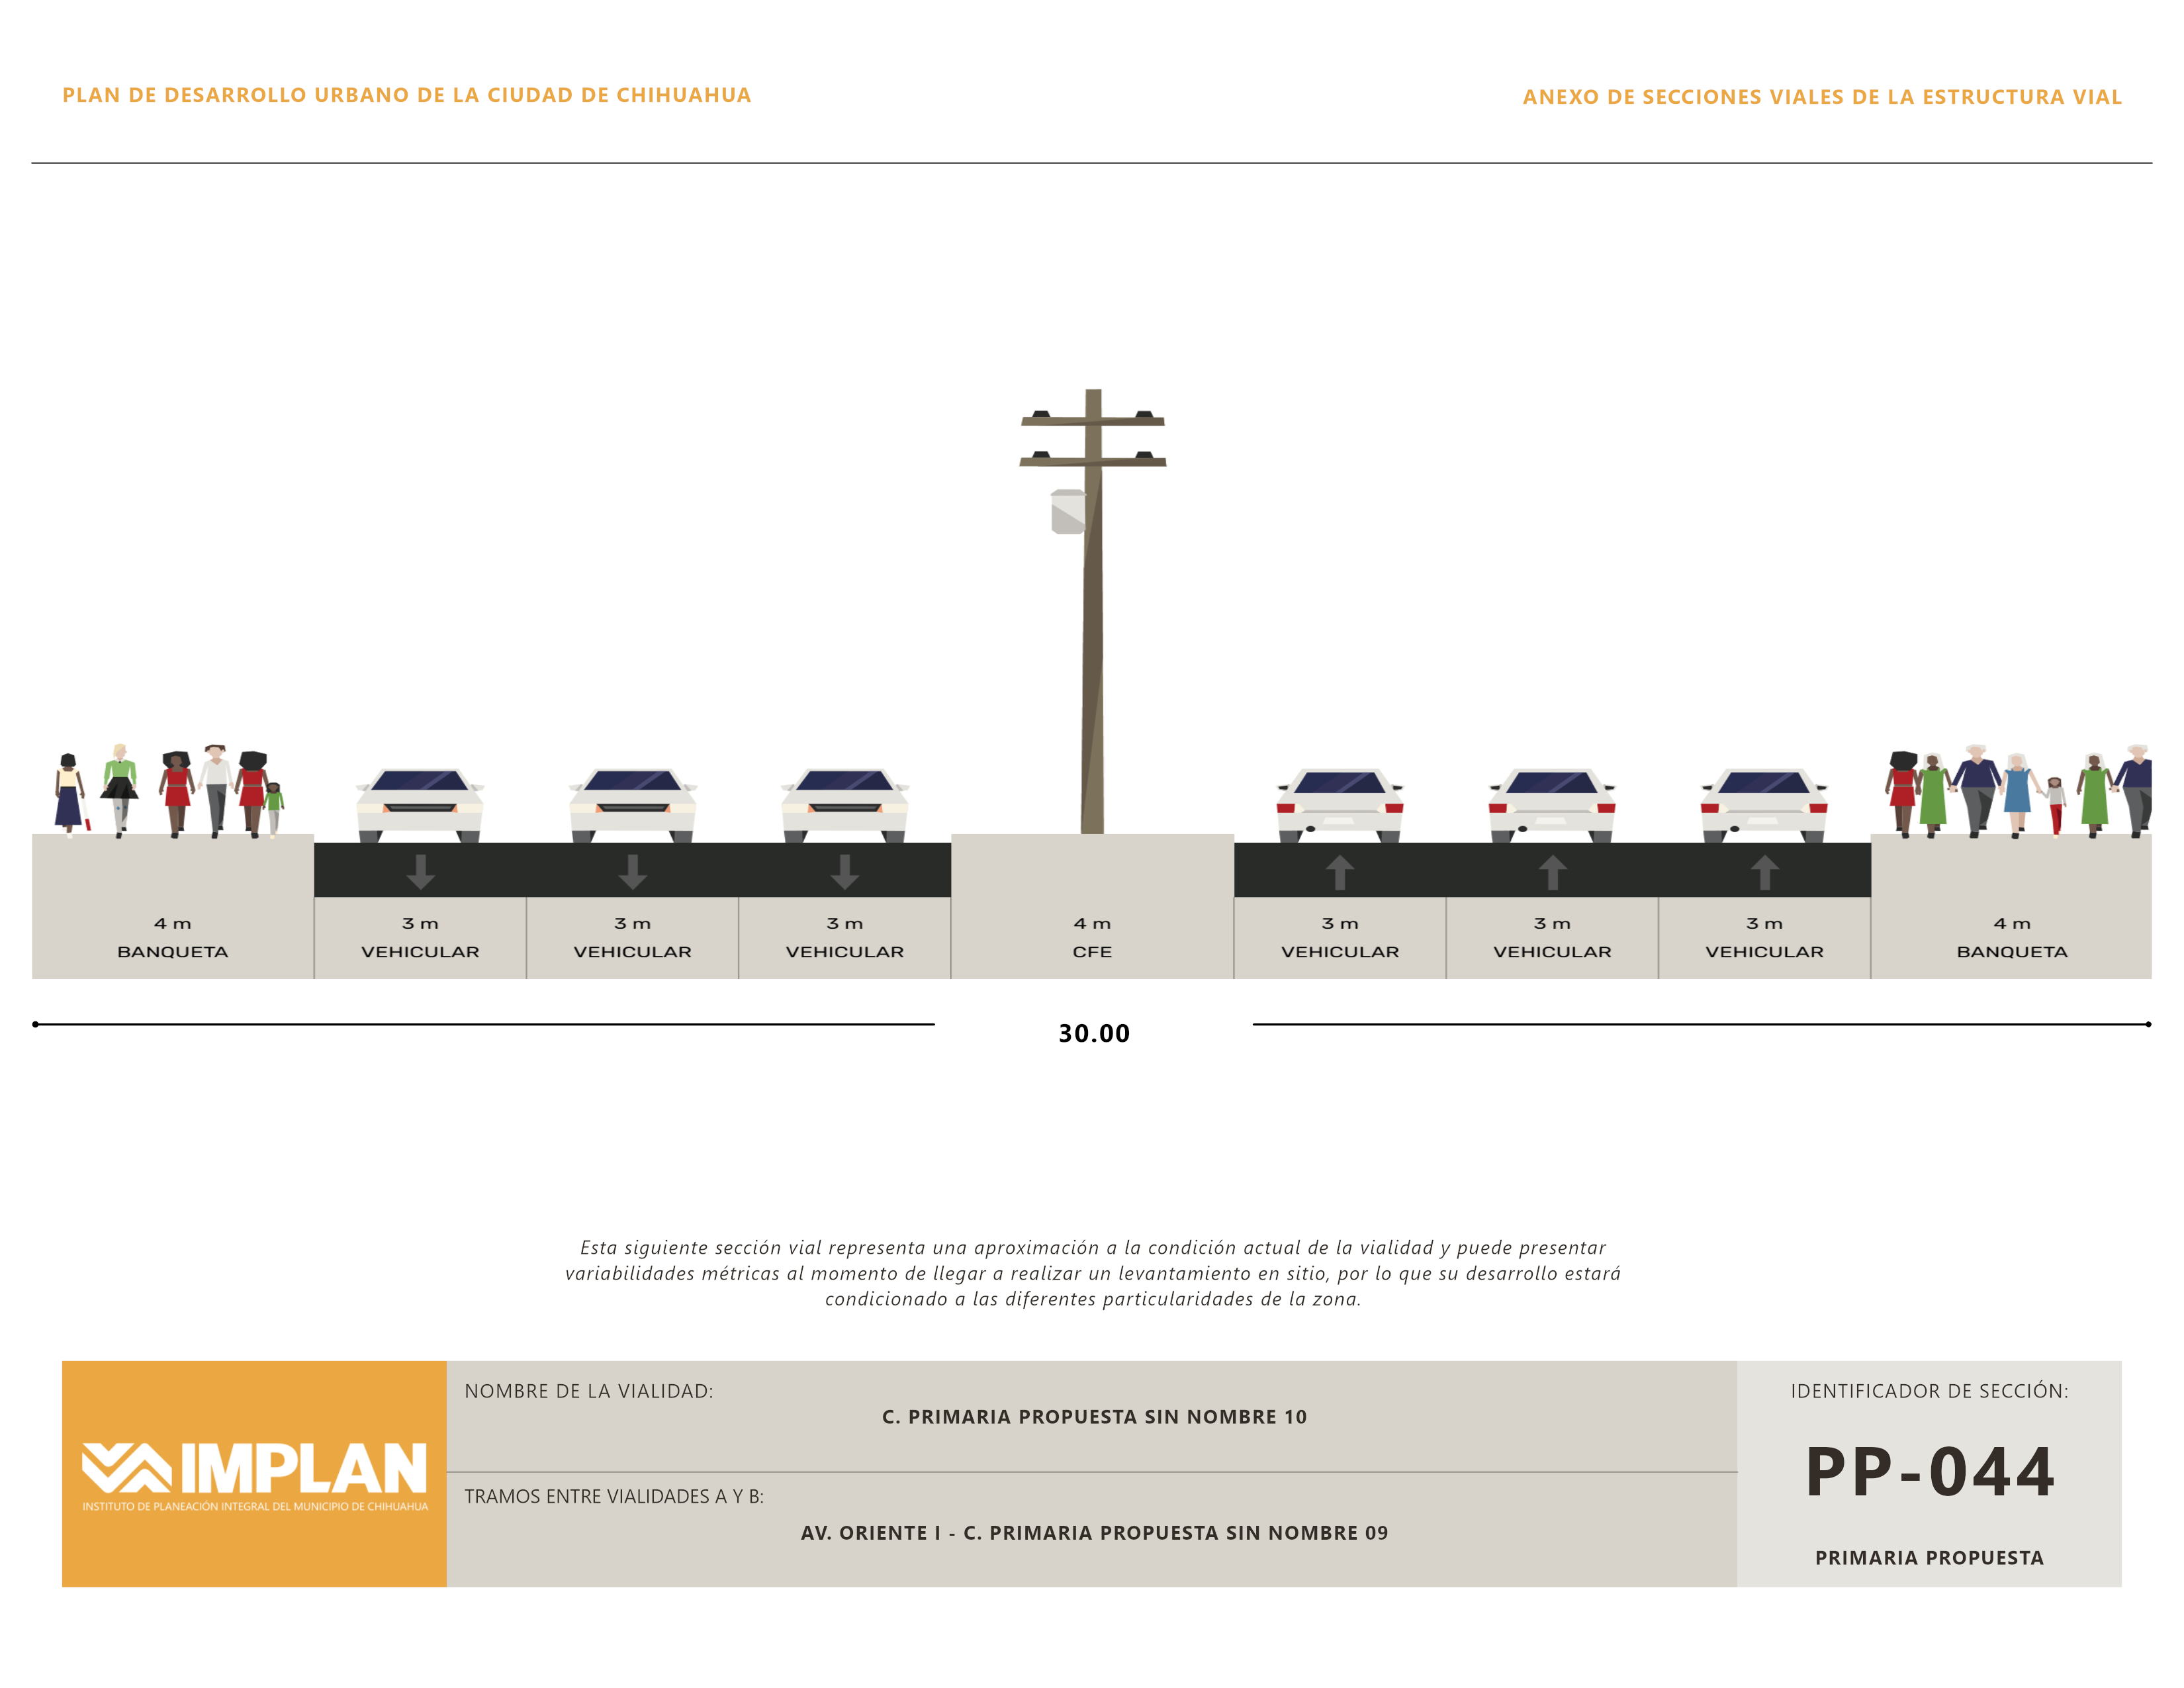 PLAN DE DESARROLLO URBANO DE LA CIUDAD DE CHIHUAHUA
ANEXO DE SECCIONES VIALES DE LA ESTRUCTURA VIAL
4 m
BANQUETA
3 m
VEHICULAR
3 m
VEHICULAR
3 m
VEHICULAR
4 m
CFE
3 m
VEHICULAR
3 m
VEHICULAR
3 m
VEHICULAR
4 m
BANQUETA
30.00
Esta siguiente sección vial representa una aproximación a la condición actual de la vialidad y puede presentar
variabilidades métricas al momento de llegar a realizar un levantamiento en sitio, por lo que su desarrollo estará
condicionado a las diferentes particularidades de la zona.
IMPLAN
INSTITUTO DE PLANEACIÓN INTEGRAL DEL MUNICIPIO DE CHIHUAHUA
NOMBRE DE LA VIALIDAD:
C. PRIMARIA PROPUESTA SIN NOMBRE 10
TRAMOS ENTRE VIALIDADES A Y B:
AV. ORIENTE I - C. PRIMARIA PROPUESTA SIN NOMBRE 09
IDENTIFICADOR DE SECCIÓN:
PP-044
PRIMARIA PROPUESTA